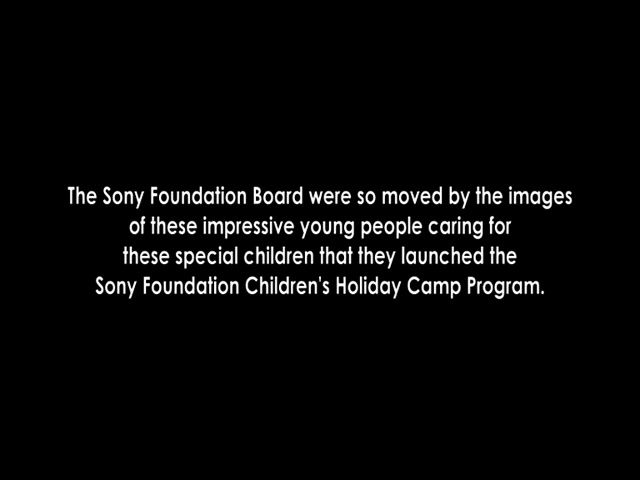 The Sony Foundation Board were so moved by the images
of these impressive young people caring for
these special children that they launched the
Sony Foundation Children's Holiday Camp Program.